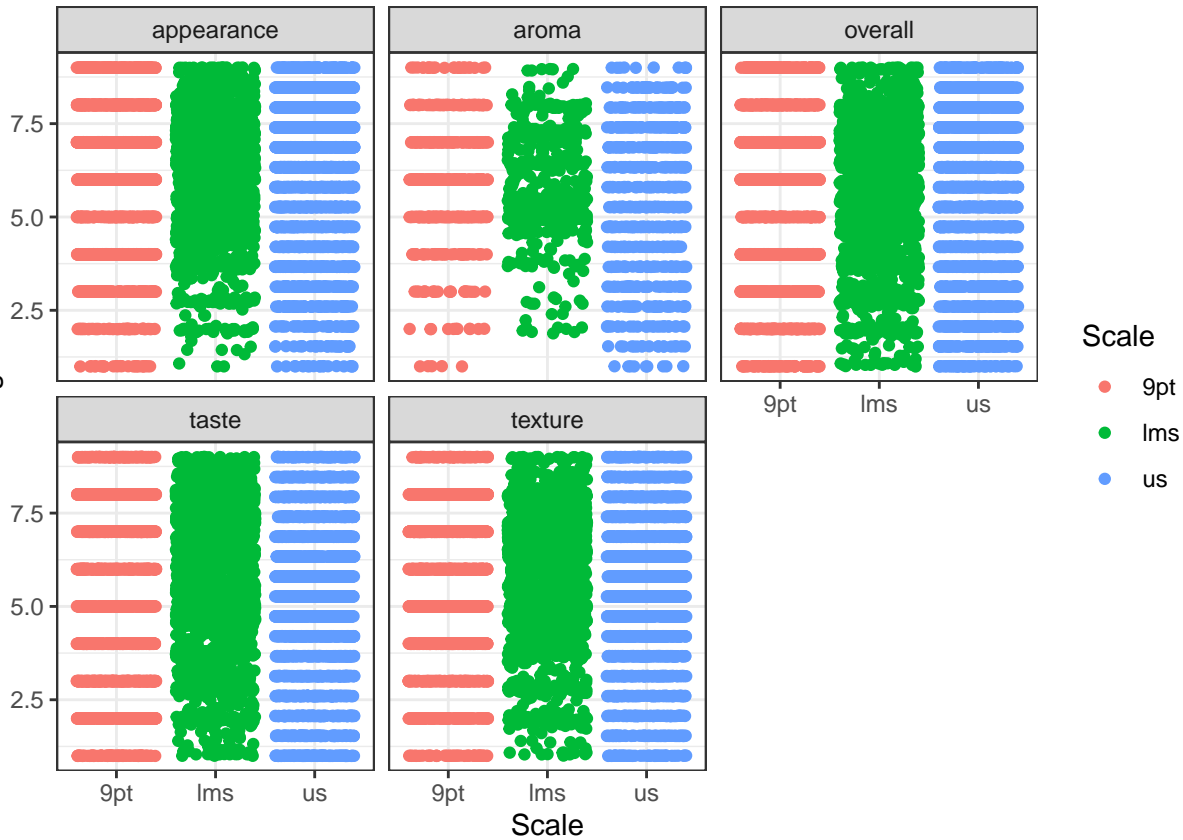 appearance aroma overall
7.5
5.0
2.5
9pt lms us
taste texture
7.5
5.0
2.5
9pt lms us 9pt lms us
Scale
Scale
9pt
lms
us